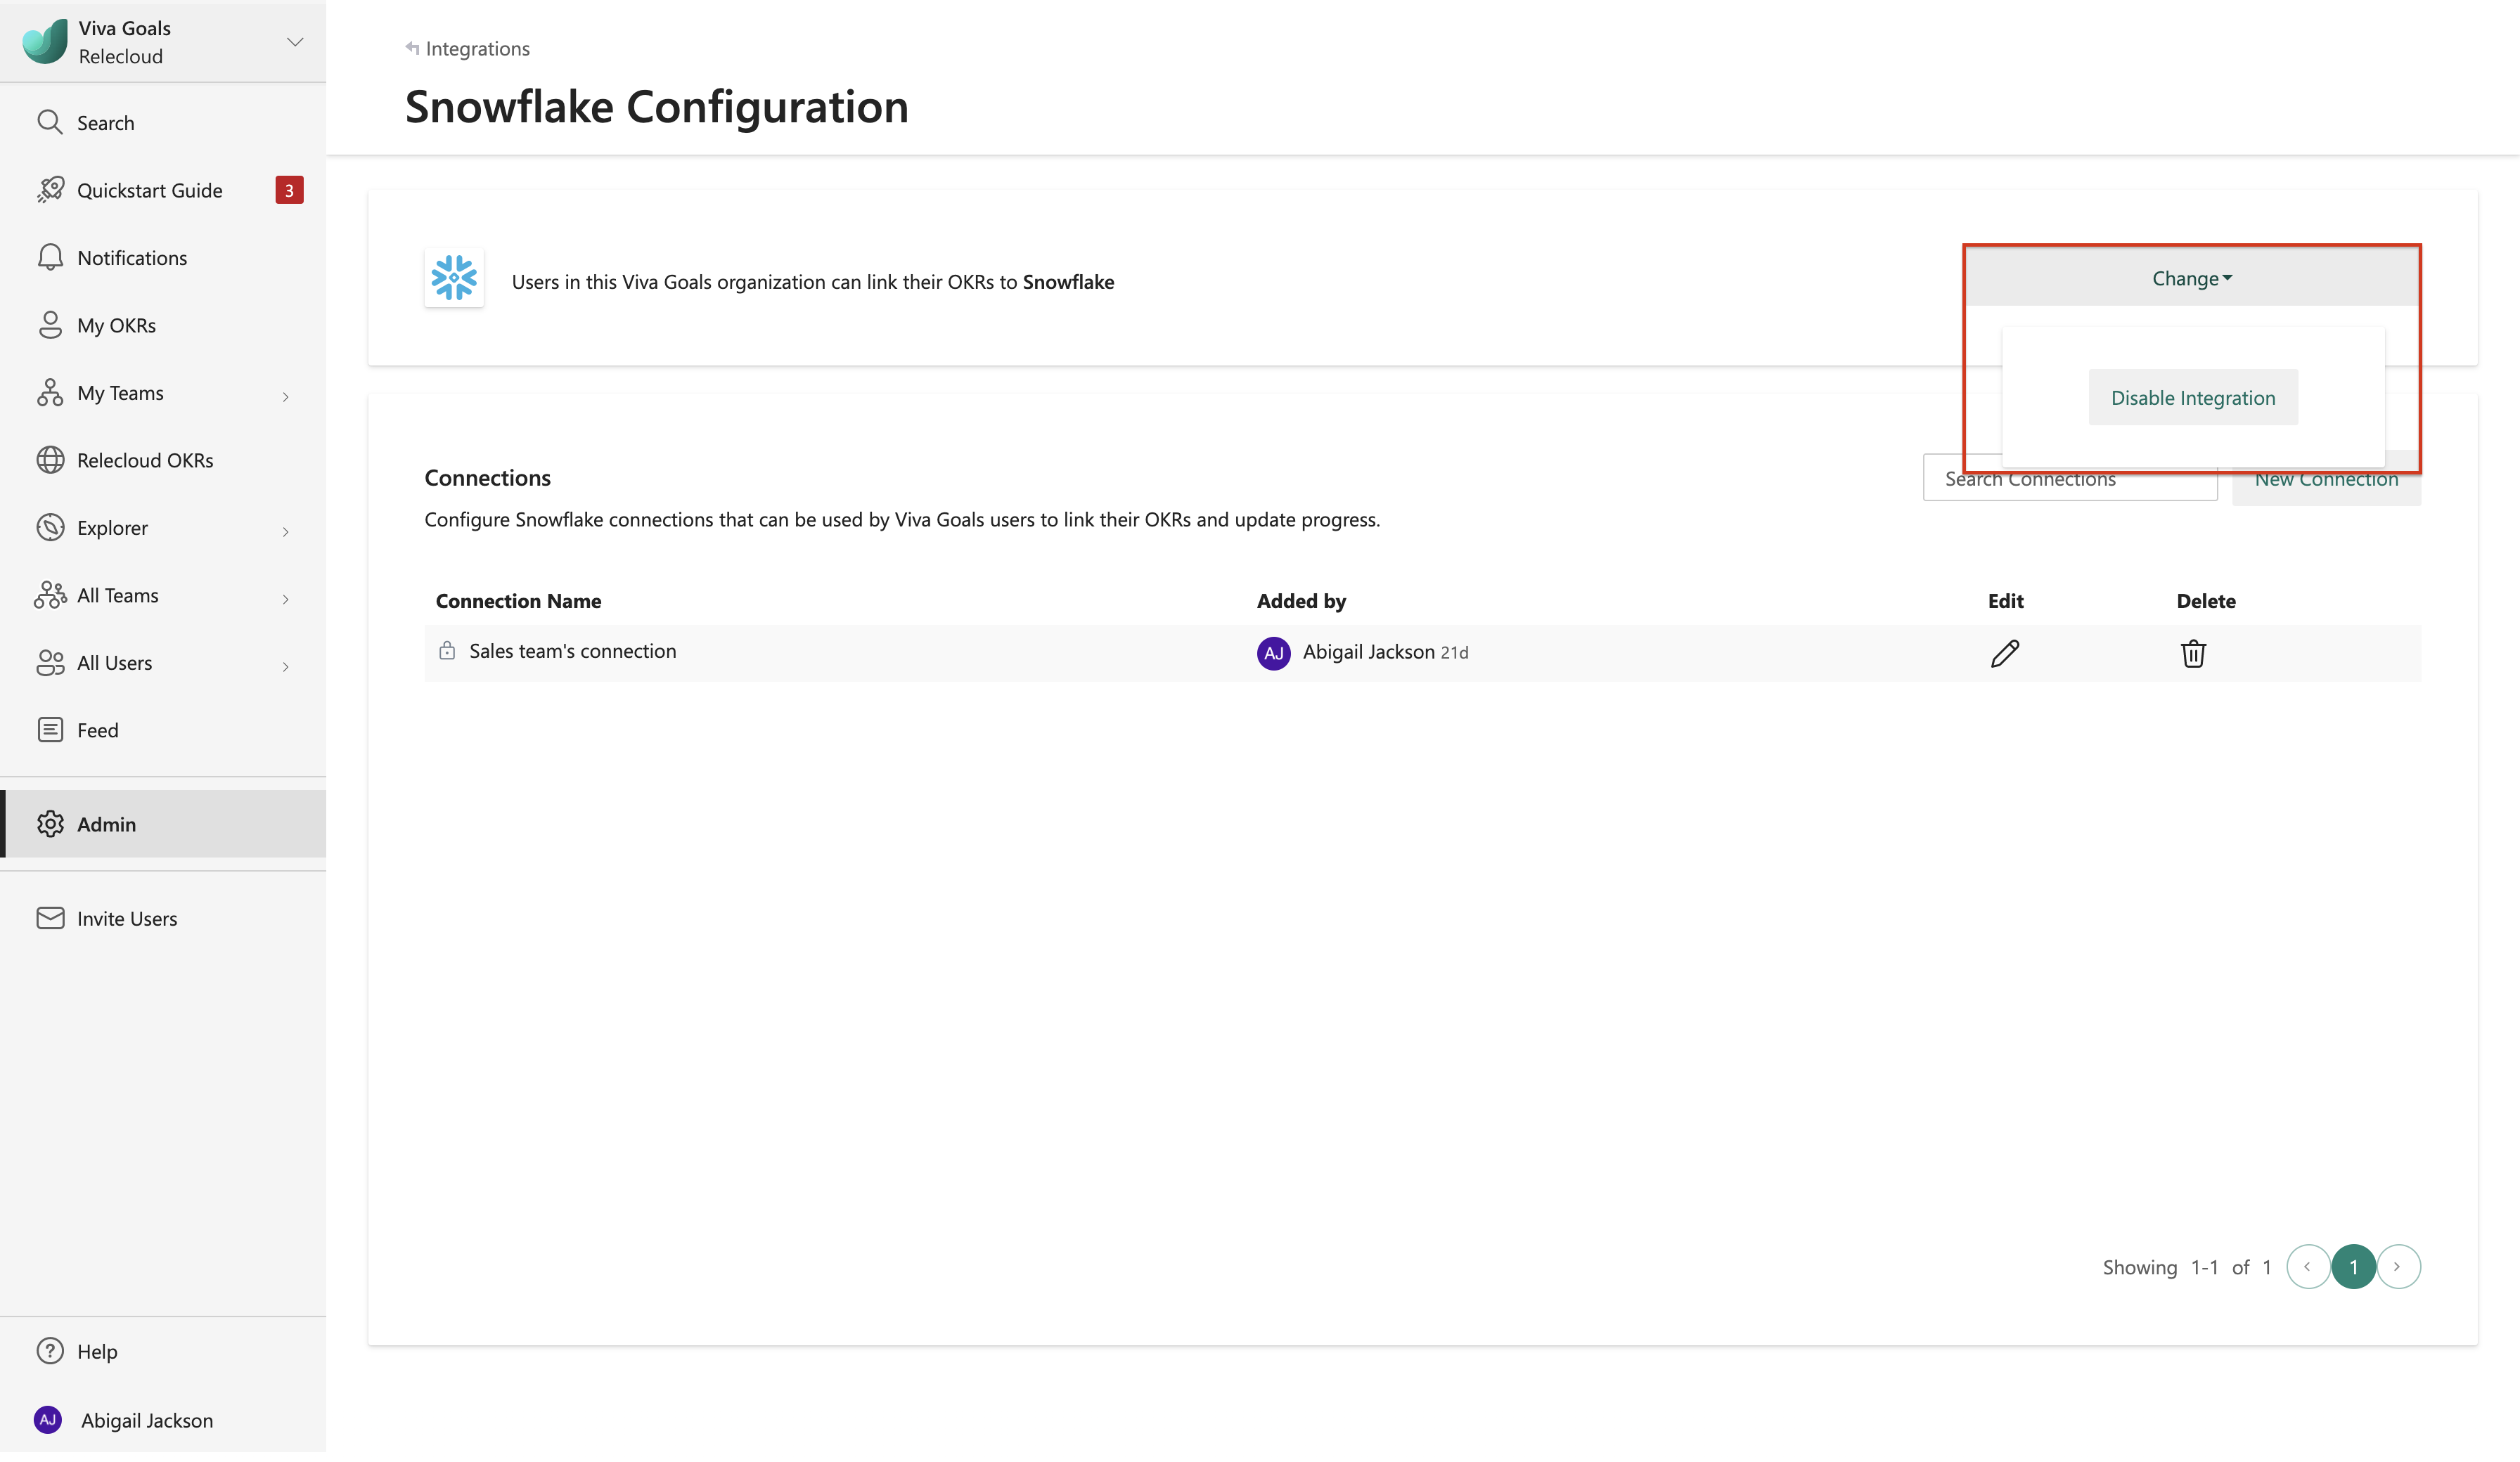 Viva Goals
Relecloud
Search
Quickstart Guide 3
Notifications
My OKRs
My Teams
Relecloud OKRs
Explorer
All Teams
All Users
Feed
Admin
Invite Users
Help
AJ Abigail Jackson
Integrations
Snowflake Configuration
Users in this Viva Goals organization can link their OKRs to Snowflake
Change
Disable Integration
Connections
Search Connections
New Connection
Configure Snowflake connections that can be used by Viva Goals users to link their OKRs and update progress.
Connection Name Added by Edit Delete
Sales team's connection AJ Abigail Jackson 21d
Showing 1-1 of 1 1